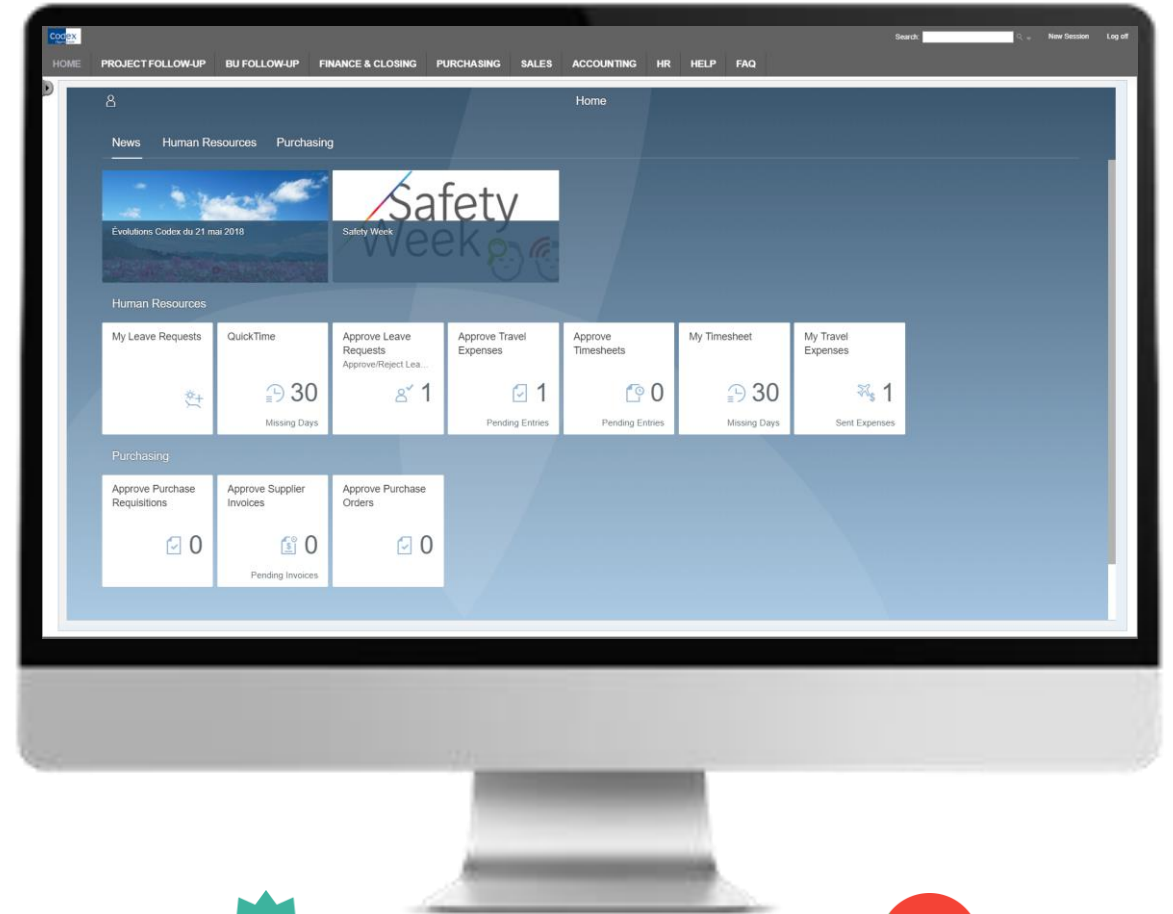 Codex
Search:
New Session
Log off
HOME PROJECT FOLLOW-UP BU FOLLOW-UP FINANCE & CLOSING PURCHASING SALES ACCOUNTING HR HELP FAQ
Home
News Human Resources Purchasing
Safety
Week
Évolutions Codex du 21 mai 2018
Safety Week
Human Resources
My Leave Requests
QuickTime
30
Missing Days
Approve Leave
Requests
Approve/Reject Lea...
1
Approve Travel
Expenses
1
Pending Entries
Approve
Timesheets
0
Pending Entries
My Timesheet
30
Missing Days
My Travel
Expenses
1
Sent Expenses
Purchasing
Approve Purchase
Requisitions
0
Approve Supplier
Invoices
0
Pending Invoices
Approve Purchase
Orders
0